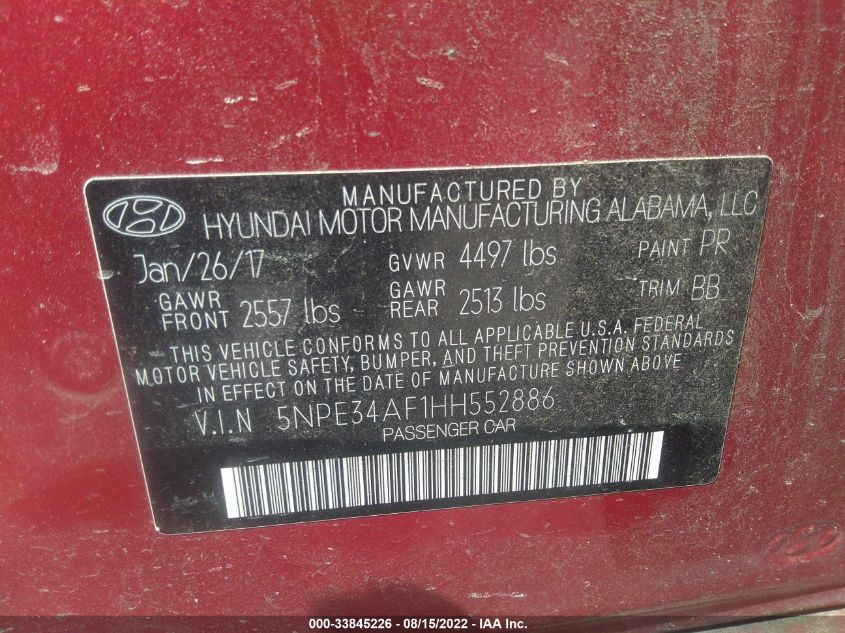 MANUFACTURED BY
HYUNDAI MOTOR MANUFACTURING ALABAMA, LLC
Jan/26/17 GVWR 4497 lbs PAINT PR
GAWR FRONT 2557 lbs GAWR REAR 2513 lbs TRIM BB
THIS VEHICLE CONFORMS TO ALL APPLICABLE U.S.A. FEDERAL
MOTOR VEHICLE SAFETY, BUMPER, AND THEFT PREVENTION STANDARDS
IN EFFECT ON THE DATE OF MANUFACTURE SHOWN ABOVE
V.I.N 5NPE34AF1HH552886
PASSENGER CAR
000-33845226 - 08/15/2022 - IAA Inc.